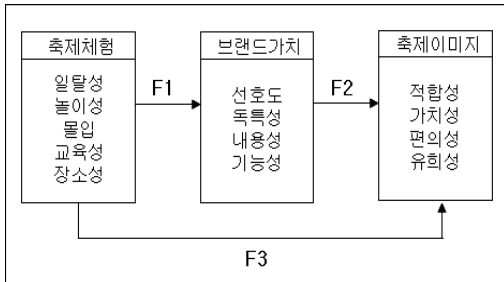 축제체험
일탈성
놀이성
몰입
교육성
장소성
F1
브랜드가치
선호도
독특성
내용성
기능성
F2
축제이미지
적합성
가치성
편의성
유희성
F3